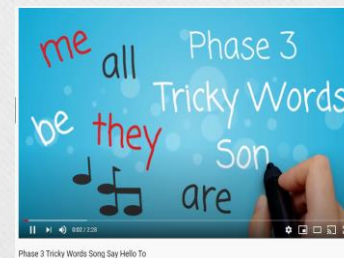 me
all
Phase 3
Tricky Words
be
they
Son
are
0:02 / 2:28
Phase 3 Tricky Words Song Say Hello To